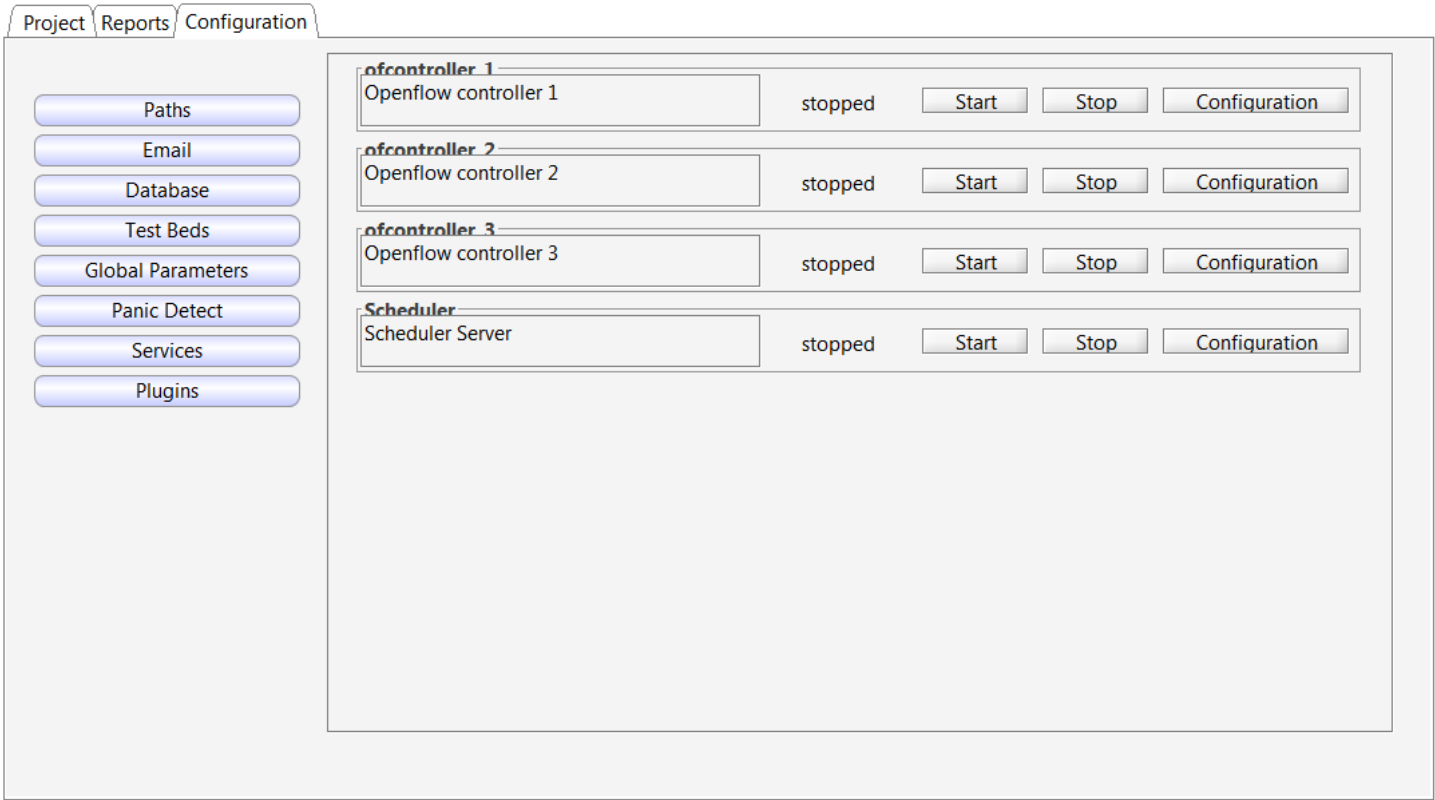 Project Reports Configuration
Paths
Email
Database
Test Beds
Global Parameters
Panic Detect
Services
Plugins
ofcontroller_1
Openflow controller 1
stopped Start Stop Configuration
ofcontroller_2
Openflow controller 2
stopped Start Stop Configuration
ofcontroller_3
Openflow controller 3
stopped Start Stop Configuration
Scheduler
Scheduler Server
stopped Start Stop Configuration